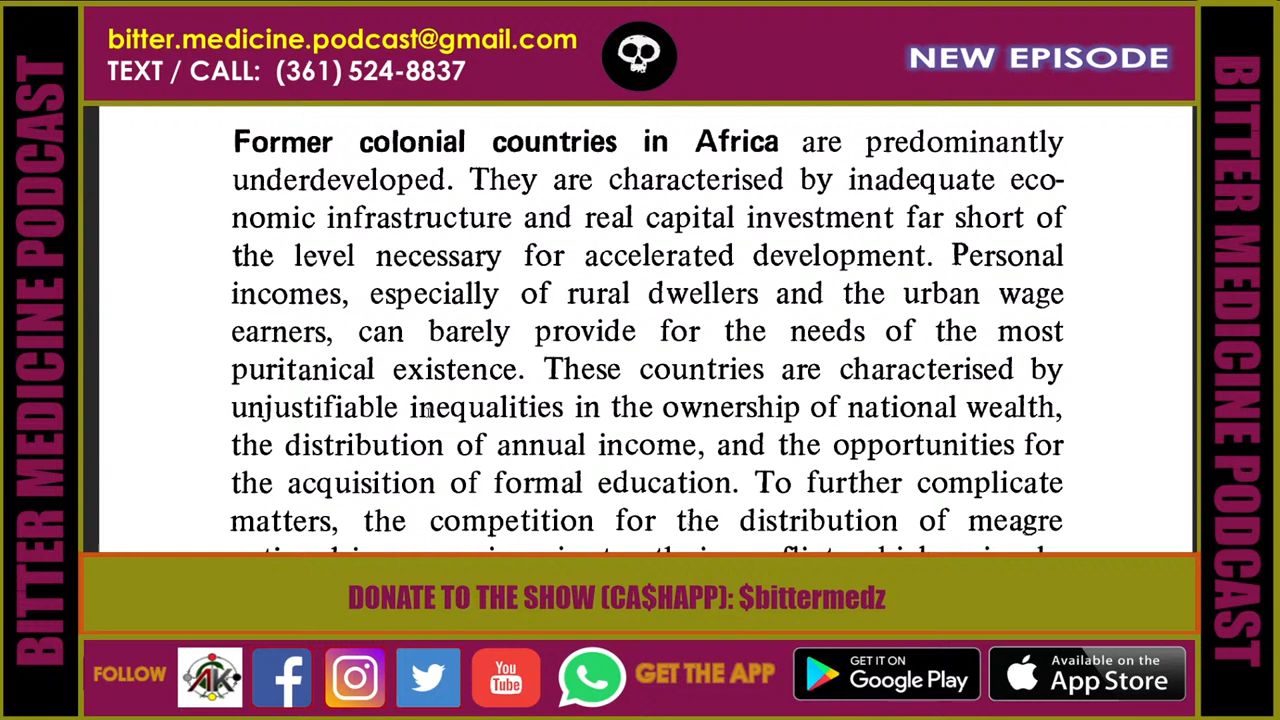 bitter.medicine.podcast@gmail.com
TEXT / CALL: (361) 524-8837
NEW EPISODE
BITTER MEDICINE PODCAST
Former colonial countries in Africa are predominantly
underdeveloped. They are characterised by inadequate eco-
nomic infrastructure and real capital investment far short of
the level necessary for accelerated development. Personal
incomes, especially of rural dwellers and the urban wage
earners, can barely provide for the needs of the most
puritanical existence. These countries are characterised by
unjustifiable inequalities in the ownership of national wealth,
the distribution of annual income, and the opportunities for
the acquisition of formal education. To further complicate
matters, the competition for the distribution of meagre
BITTER MEDICINE PODCAST
DONATE TO THE SHOW (CA$HAPP): $bittermedz
FOLLOW
You
Tube
GET THE APP
GET IT ON
Google Play
Available on the
App Store